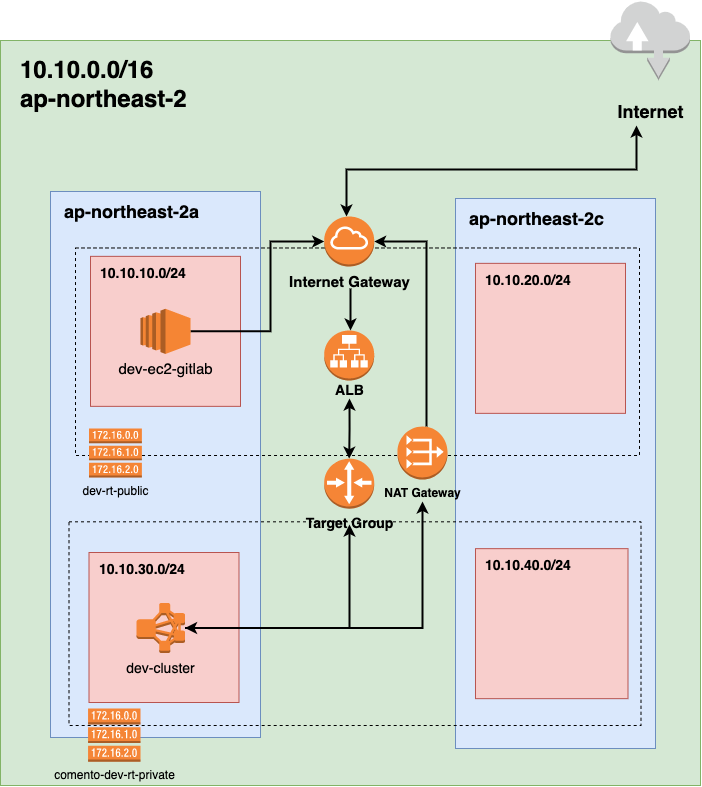 10.10.0.0/16
ap-northeast-2
Internet
ap-northeast-2a
ap-northeast-2c
10.10.10.0/24
Internet Gateway
10.10.20.0/24
dev-ec2-gitlab
ALB
172.16.0.0
172.16.1.0
172.16.2.0
dev-rt-public
NAT Gateway
Target Group
10.10.30.0/24
10.10.40.0/24
dev-cluster
172.16.0.0
172.16.1.0
172.16.2.0
comento-dev-rt-private